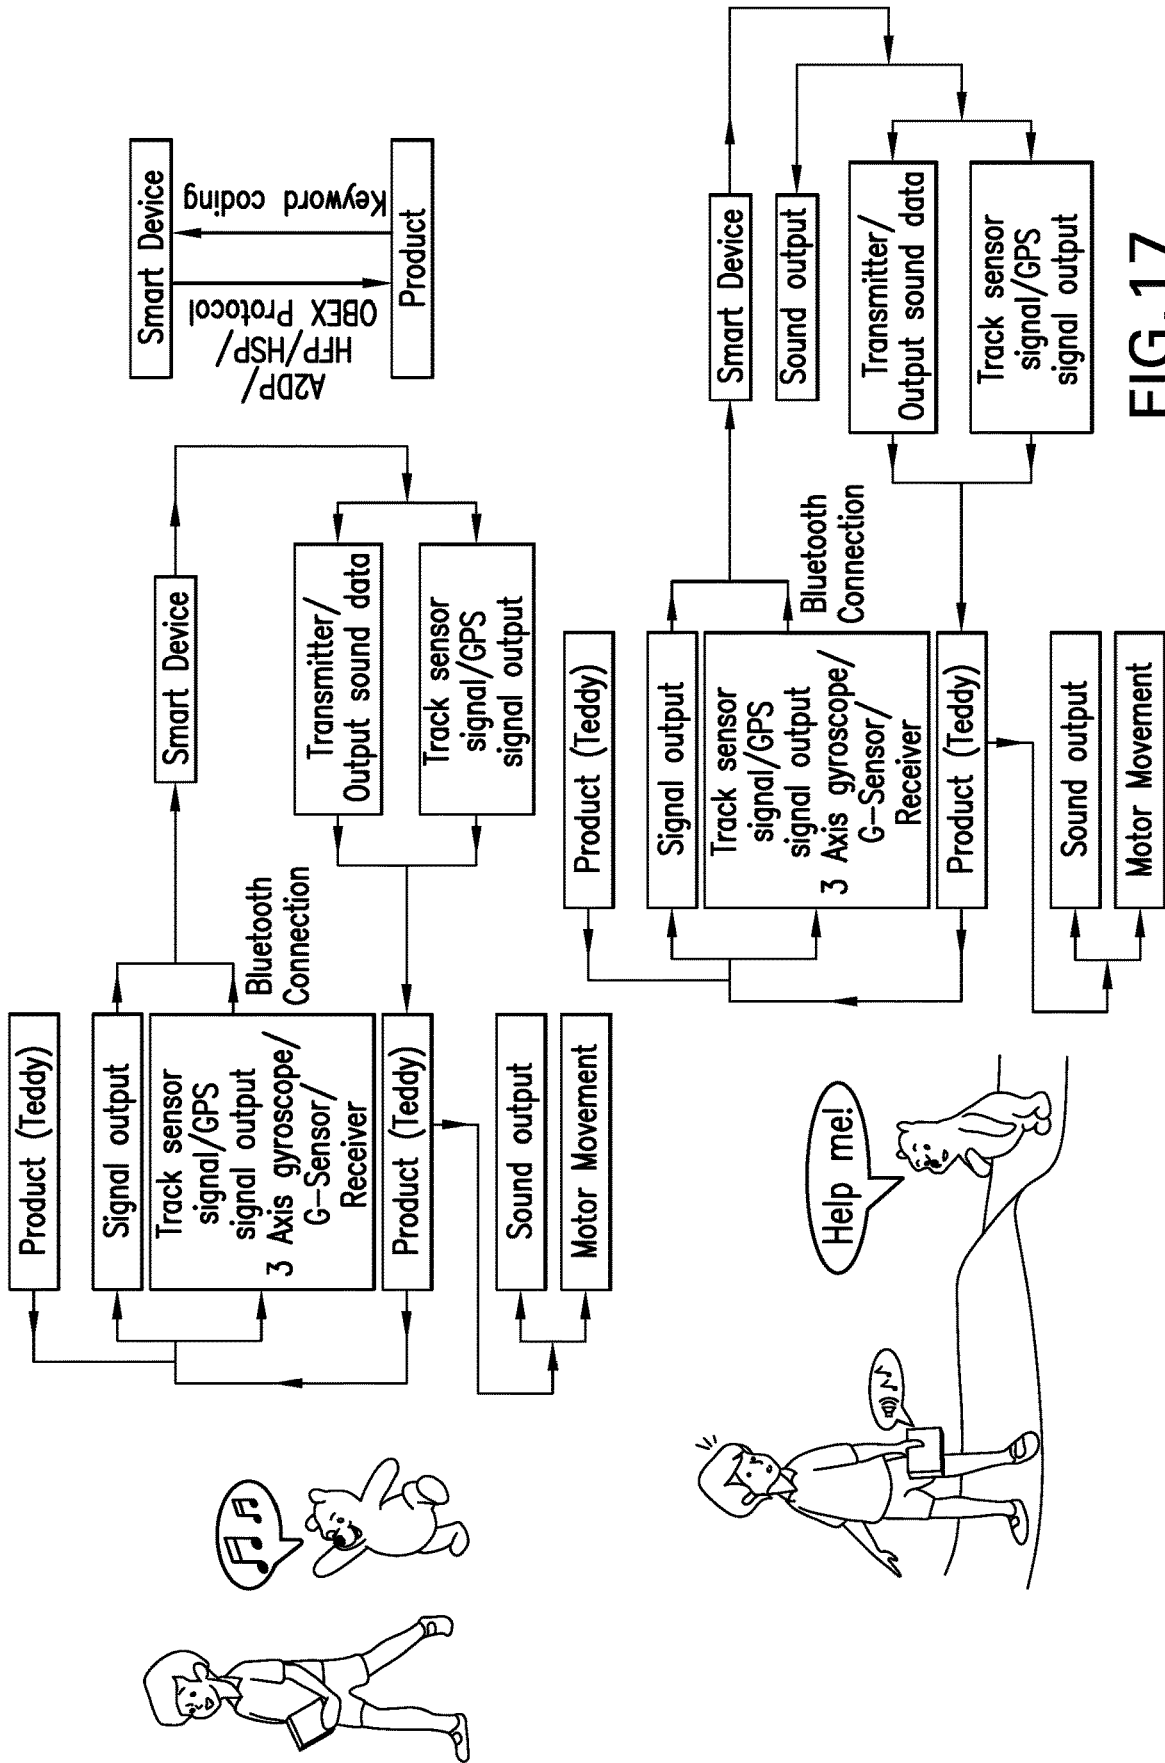 Product (Teddy)
Signal output
Track sensor
signal/GPS
signal output
3 Axis gyroscope/
G-Sensor/
Receiver
Product (Teddy)
Sound output
Motor Movement
Bluetooth
Connection
Smart Device
Transmitter/
Output sound data
Track sensor
signal/GPS
signal output
Smart Device
A2DP/
HFP/HSP/
OBEX Protocol
Keyword coding
Product
Help me!
Product (Teddy)
Signal output
Track sensor
signal/GPS
signal output
3 Axis gyroscope/
G-Sensor/
Receiver
Product (Teddy)
Sound output
Motor Movement
Bluetooth
Connection
Smart Device
Sound output
Transmitter/
Output sound data
Track sensor
signal/GPS
signal output
FIG.17